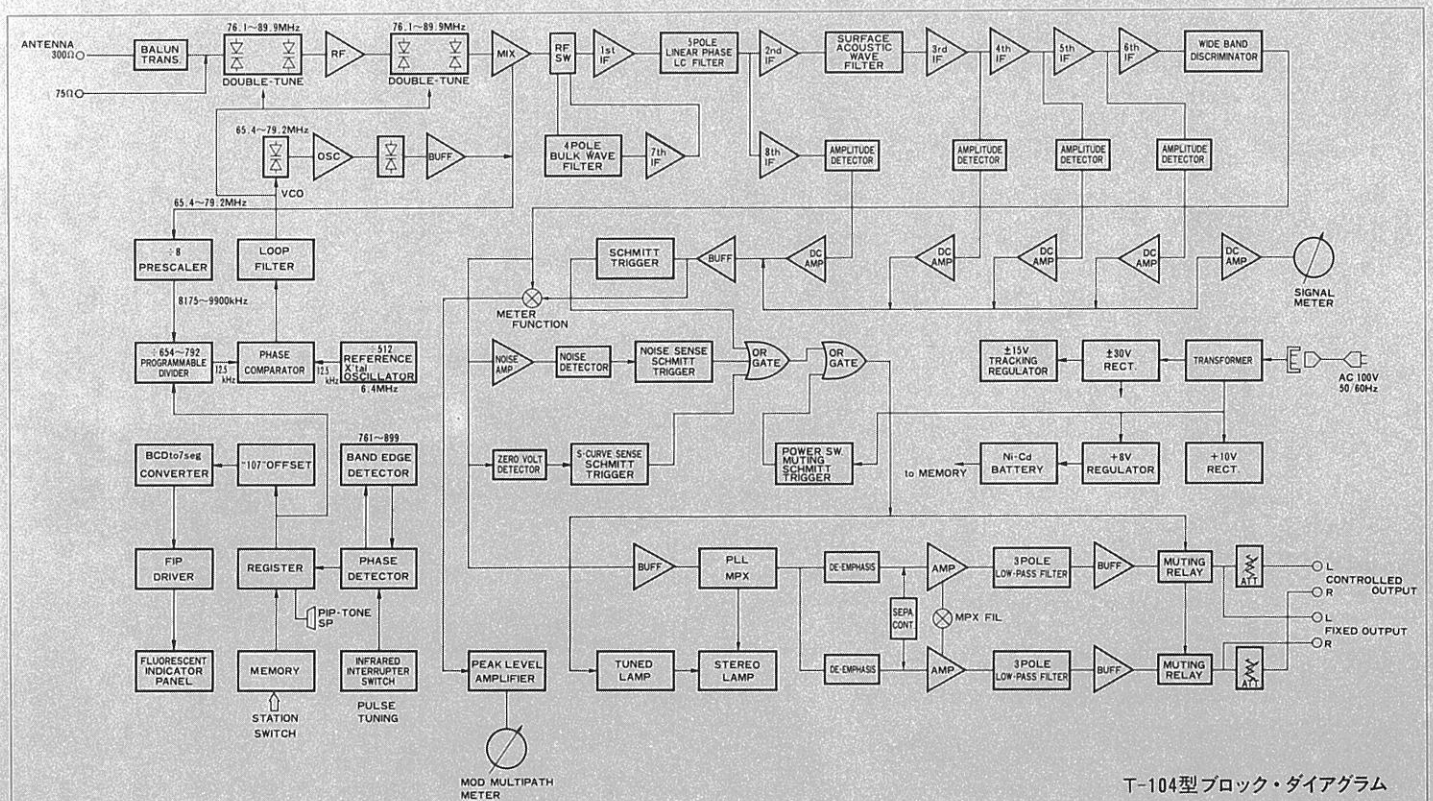 76.1~89.9MHz
76.1~89.9MHz
ANTENNA
300Ω
BALUN
TRANS.
RF
MIX
RF
SW
1st
IF
5POLE
LINEAR PHASE
LC FILTER
2nd
IF
SURFACE
ACOUSTIC
WAVE
FILTER
3rd
IF
4th
IF
5th
IF
6th
IF
WIDE BAND
DISCRIMINATOR
DOUBLE-TUNE
DOUBLE-TUNE
75Ω
65.4~79.2MHz
OSC
BUFF
VCO
4POLE
BULK WAVE
FILTER
7th
IF
8th
IF
AMPLITUDE
DETECTOR
AMPLITUDE
DETECTOR
AMPLITUDE
DETECTOR
AMPLITUDE
DETECTOR
65.4~79.2MHz
÷8
PRESCALER
LOOP
FILTER
SCHMITT
TRIGGER
BUFF
DC
AMP
DC
AMP
DC
AMP
DC
AMP
DC
AMP
SIGNAL
METER
8175~9900kHz
METER
FUNCTION
÷654~792
PROGRAMMABLE
DIVIDER
12.5
kHz
PHASE
COMPARATOR
12.5
kHz
÷512
REFERENCE
X'tal
OSCILLATOR
6.4MHz
NOISE
AMP
NOISE
DETECTOR
NOISE SENSE
SCHMITT
TRIGGER
OR
GATE
OR
GATE
±15V
TRACKING
REGULATOR
±30V
RECT.
TRANSFORMER
AC 100V
50/60Hz
BCDto7seg
CONVERTER
"107"OFFSET
761~899
BAND EDGE
DETECTOR
ZERO VOLT
DETECTOR
S-CURVE SENSE
SCHMITT
TRIGGER
POWER SW.
MUTING
SCHMITT
TRIGGER
to MEMORY
Ni-Cd
BATTERY
+8V
REGULATOR
+10V
RECT.
FIP
DRIVER
REGISTER
PHASE
DETECTOR
PIP-TONE
SP
BUFF
PLL
MPX
DE-EMPHASIS
AMP
3POLE
LOW-PASS FILTER
BUFF
MUTING
RELAY
ATT
L
CONTROLLED
OUTPUT
R
SEPA
CONT.
MPX FIL
L
FIXED OUTPUT
R
FLUORESCENT
INDICATOR
PANEL
MEMORY
INFRARED
INTERRUPTER
SWITCH
PEAK LEVEL
AMPLIFIER
TUNED
LAMP
STEREO
LAMP
DE-EMPHASIS
AMP
3POLE
LOW-PASS FILTER
BUFF
MUTING
RELAY
ATT
STATION
SWITCH
PULSE
TUNING
MOD MULTIPATH
METER
T-104型ブロック・ダイアグラム